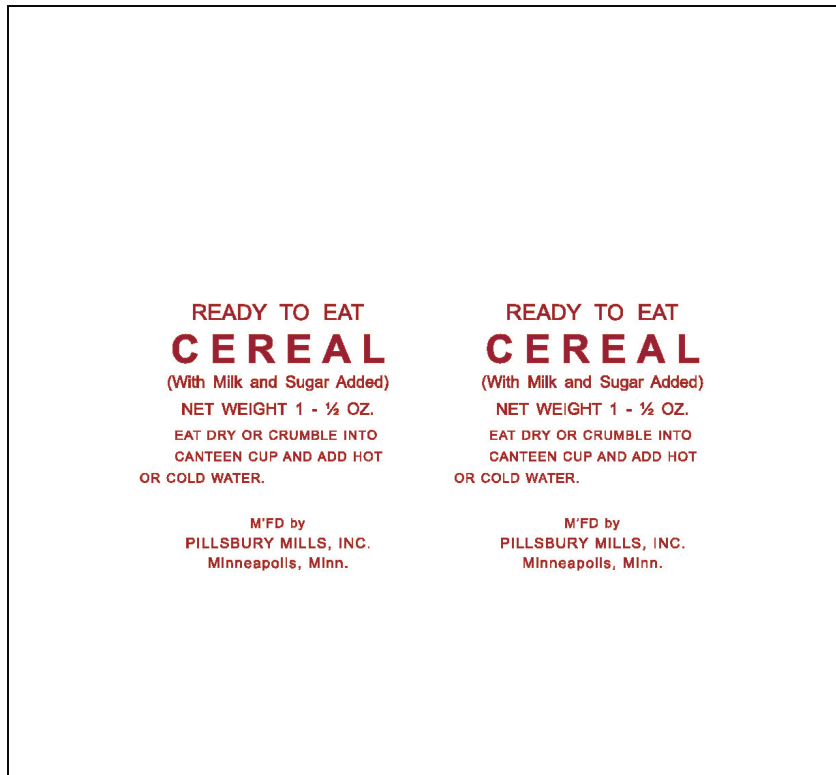 READY TO EAT
CEREAL
(With Milk and Sugar Added)
NET WEIGHT 1 - ½ OZ.
EAT DRY OR CRUMBLE INTO
CANTEEN CUP AND ADD HOT
OR COLD WATER.
M'FD by
PILLSBURY MILLS, INC.
Minneapolis, Minn.
READY TO EAT
CEREAL
(With Milk and Sugar Added)
NET WEIGHT 1 - ½ OZ.
EAT DRY OR CRUMBLE INTO
CANTEEN CUP AND ADD HOT
OR COLD WATER.
M'FD by
PILLSBURY MILLS, INC.
Minneapolis, Minn.